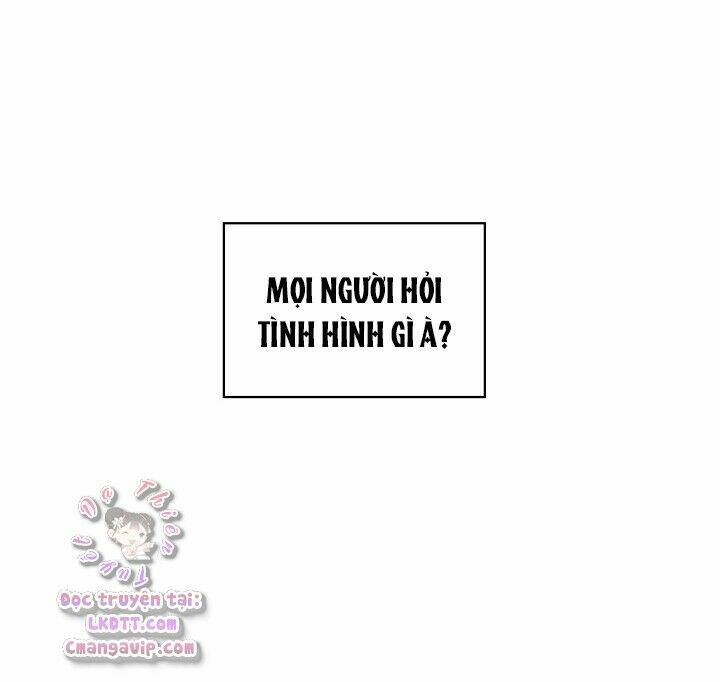 MỌI NGƯỜI HỎI
TÌNH HÌNH GÌ À?
Dạ Thiên
Tuyết
Đọc truyện tại:
LKDTT.com
Cmangavip.com